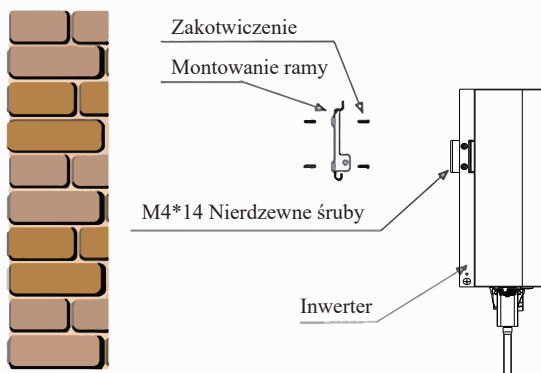 Zakotwiczenie
Montowanie ramy
M4*14 Nierdzewne śruby
Inwerter